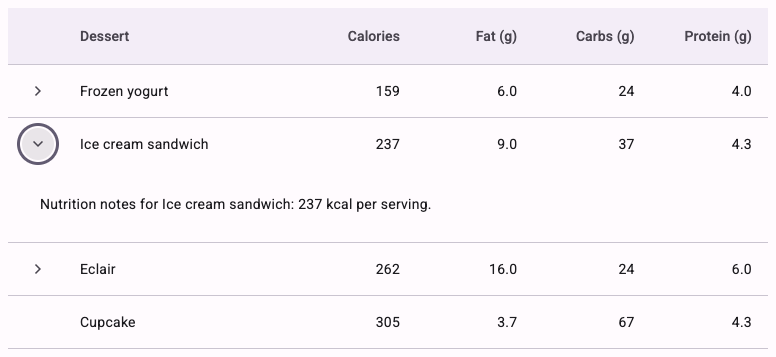 Dessert Calories Fat (g) Carbs (g) Protein (g)
Frozen yogurt 159 6.0 24 4.0
Ice cream sandwich 237 9.0 37 4.3
Nutrition notes for Ice cream sandwich: 237 kcal per serving.
Eclair 262 16.0 24 6.0
Cupcake 305 3.7 67 4.3